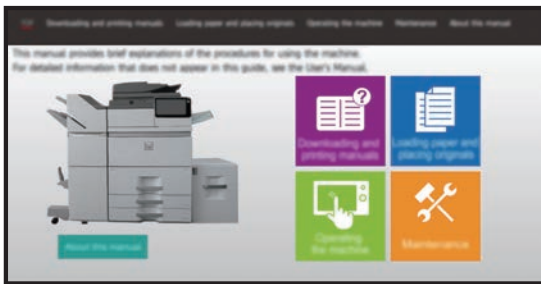 TOP Downloading and printing manuals Loading paper and placing originals Operating the machine Maintenance About this manual
This manual provides brief explanations of the procedures for using the machine.
For detailed information that does not appear in this guide, see the User's Manual.
?
Downloading and
printing manuals
Loading paper and
placing originals
Operating
the machine
Maintenance
About this manual